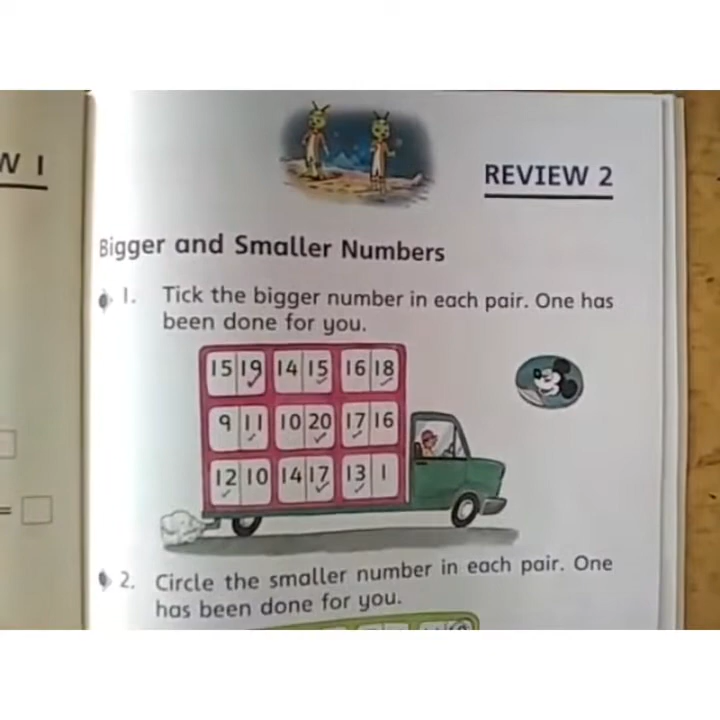 W 1
REVIEW 2
Bigger and Smaller Numbers
1. Tick the bigger number in each pair. One has
been done for you.
15 19 14 15 16 18
9 11 10 20 17 16
12 10 14 17 13 1
=
2. Circle the smaller number in each pair. One
has been done for you.